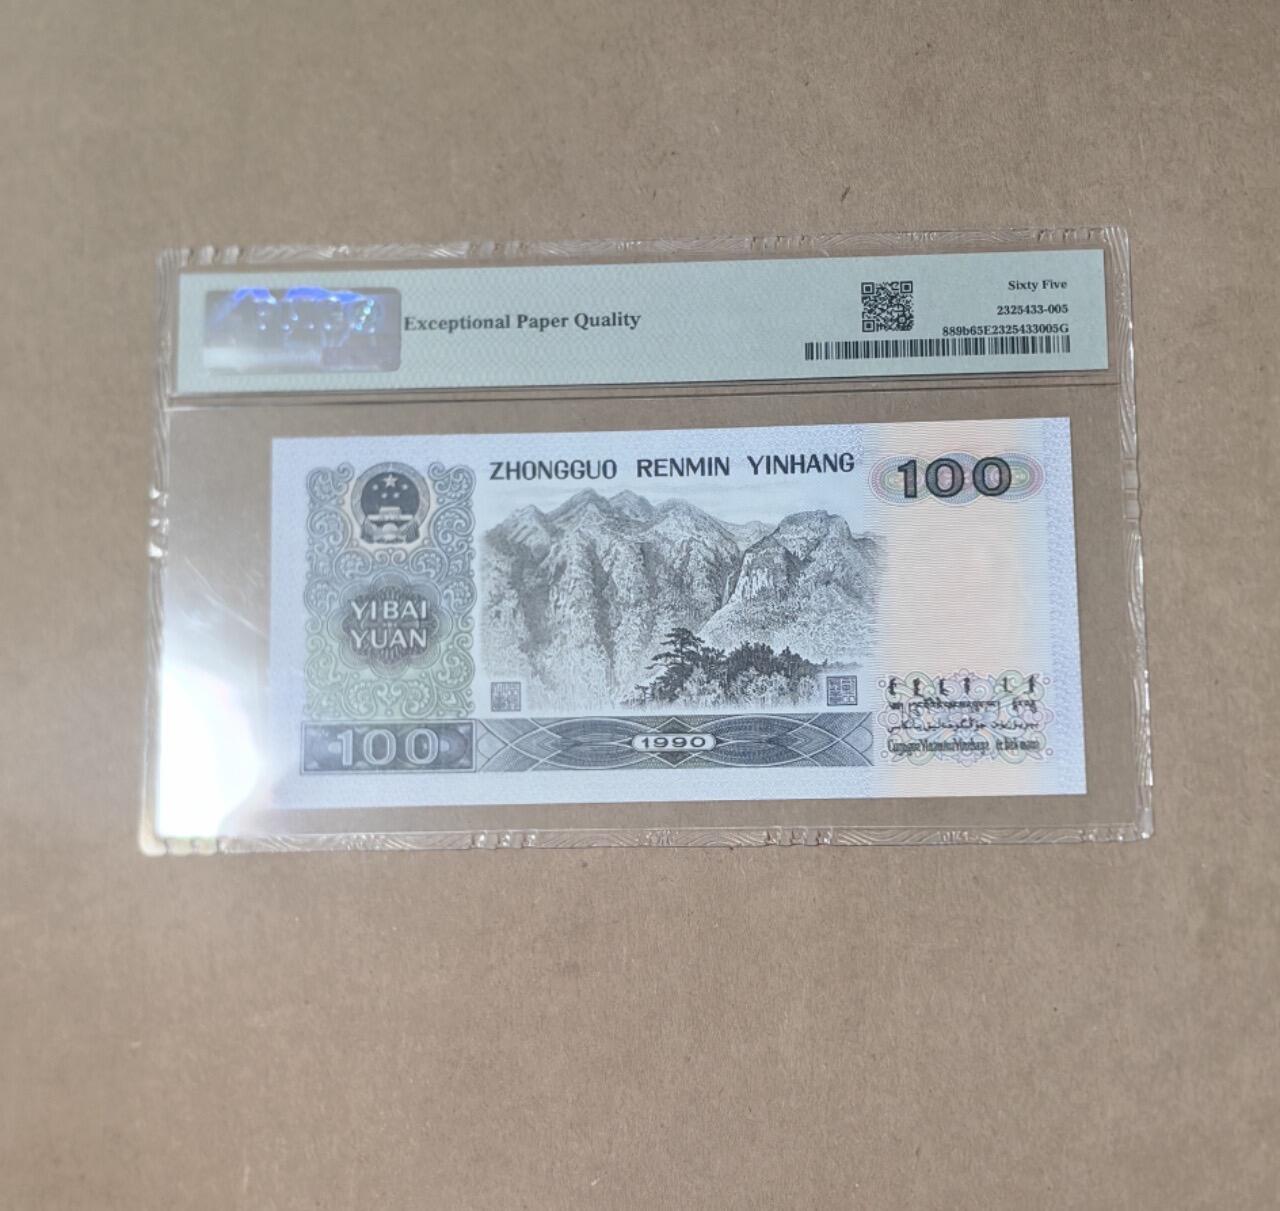 Exceptional Paper Quality
Sixty Five
2325433-005
889b65E2325433005G
ZHONGGUO RENMIN YINHANG
100
YIBAI
YUAN
100
1990